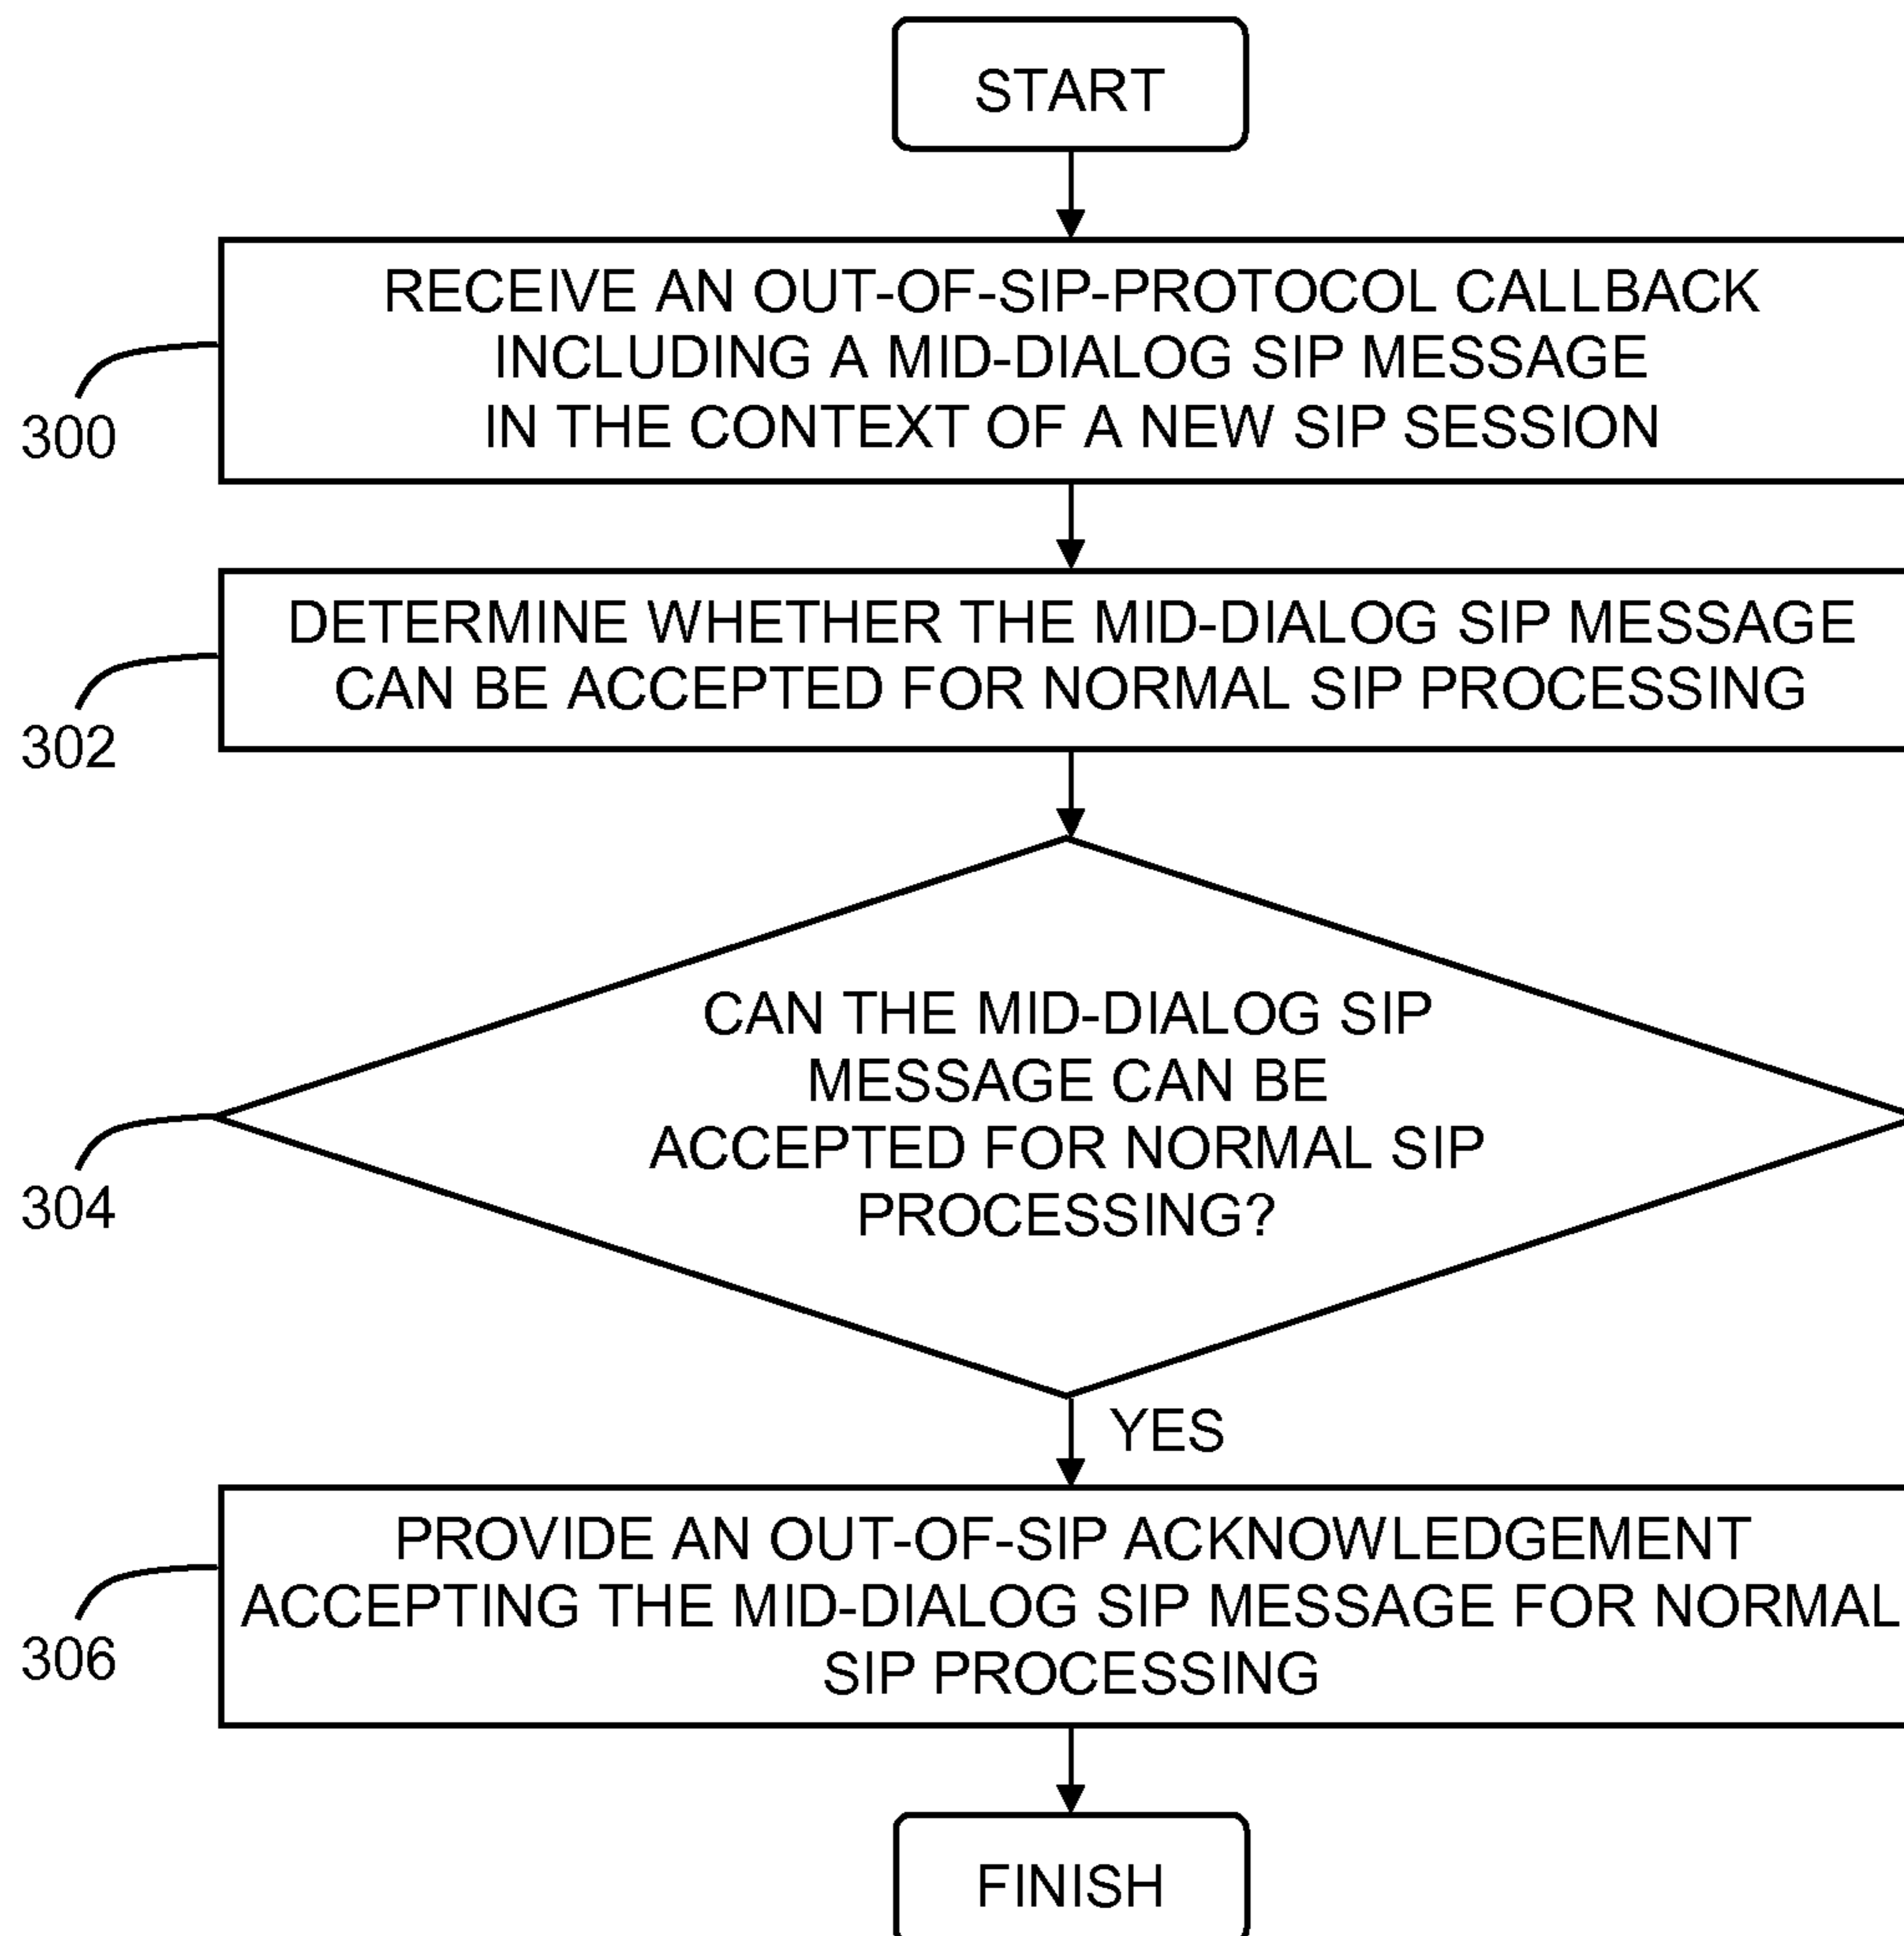 START
RECEIVE AN OUT-OF-SIP-PROTOCOL CALLBACK
INCLUDING A MID-DIALOG SIP MESSAGE
IN THE CONTEXT OF A NEW SIP SESSION
300
DETERMINE WHETHER THE MID-DIALOG SIP MESSAGE
CAN BE ACCEPTED FOR NORMAL SIP PROCESSING
302
CAN THE MID-DIALOG SIP
MESSAGE CAN BE
ACCEPTED FOR NORMAL SIP
PROCESSING?
304
YES
PROVIDE AN OUT-OF-SIP ACKNOWLEDGEMENT
ACCEPTING THE MID-DIALOG SIP MESSAGE FOR NORMAL
SIP PROCESSING
306
FINISH